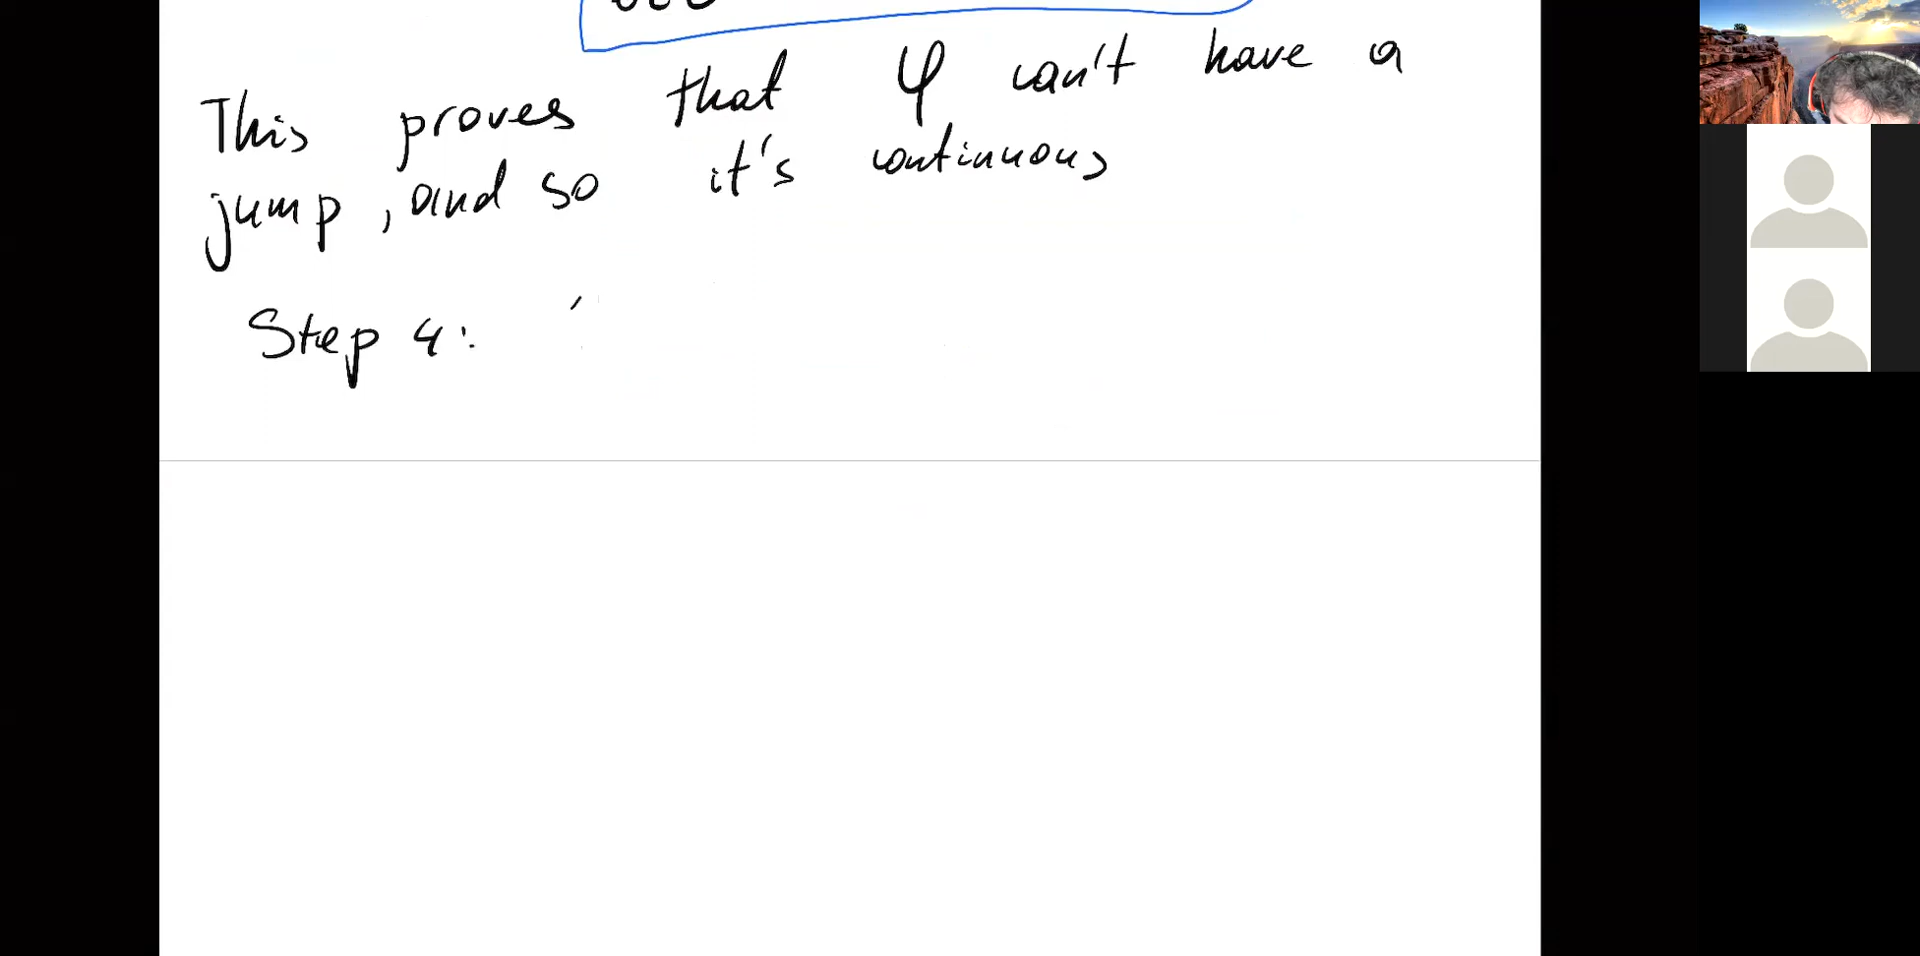 This proves that φ can't have a
jump, and so it's continuous
Step 4: